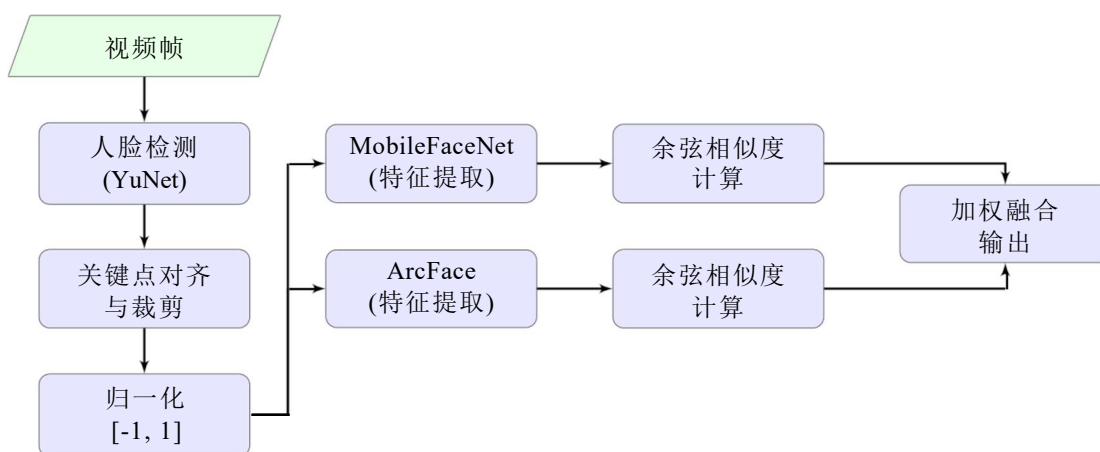 视频帧
人脸检测
(YuNet)
关键点对齐
与裁剪
归一化
[-1, 1]
MobileFaceNet
(特征提取)
余弦相似度
计算
ArcFace
(特征提取)
余弦相似度
计算
加权融合
输出